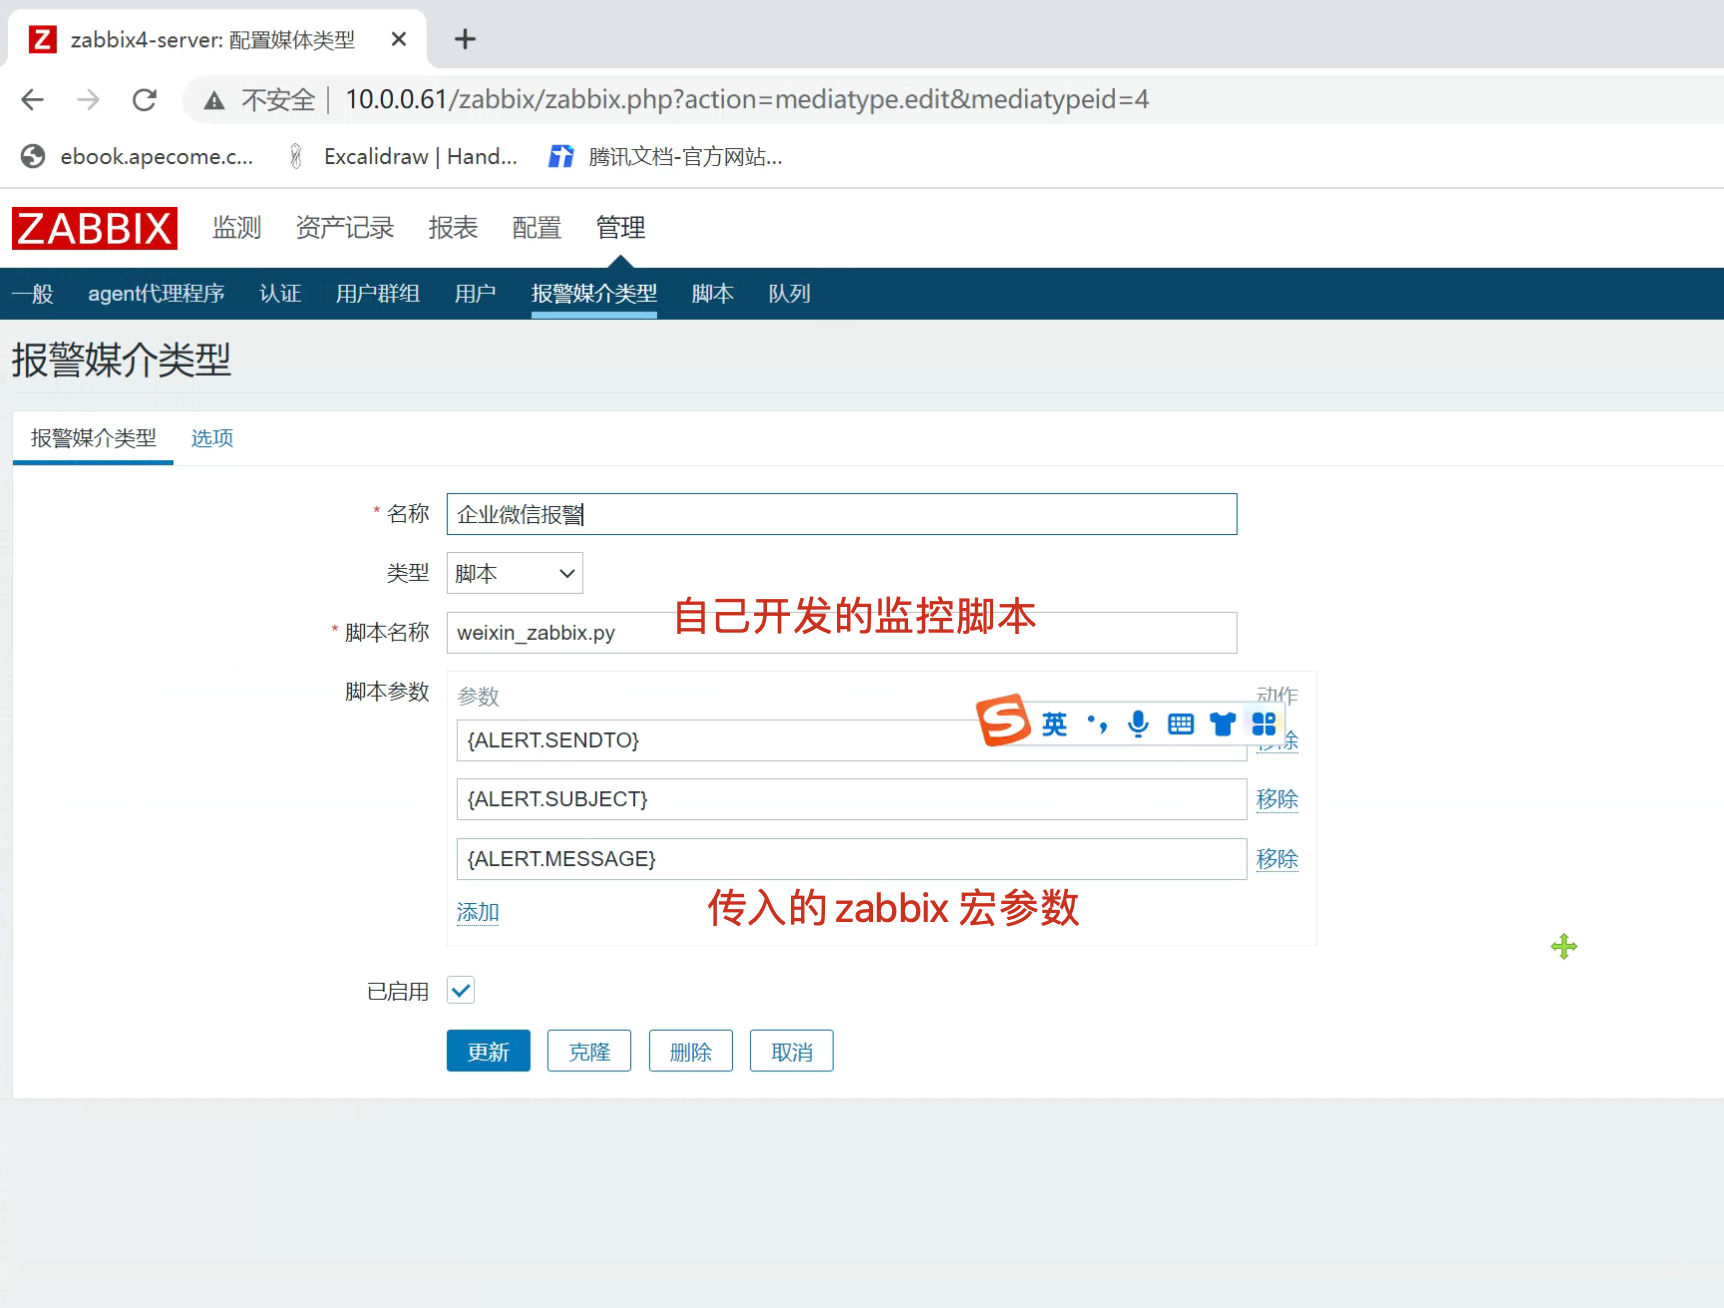 zabbix4-server: 配置媒体类型
不安全 | 10.0.0.61/zabbix/zabbix.php?action=mediatype.edit&mediatypeid=4
ebook.apecome.c... Excalidraw | Hand... 腾讯文档-官方网站...
ZABBIX 监测 资产记录 报表 配置 管理
一般 agent代理程序 认证 用户群组 用户 报警媒介类型 脚本 队列
报警媒介类型
报警媒介类型 选项
* 名称 企业微信报警
类型 脚本
自己开发的监控脚本
* 脚本名称 weixin_zabbix.py
脚本参数 参数 动作
英
{ALERT.SENDTO} 移除
{ALERT.SUBJECT} 移除
{ALERT.MESSAGE} 移除
添加 传入的 zabbix 宏参数
已启用
更新 克隆 删除 取消